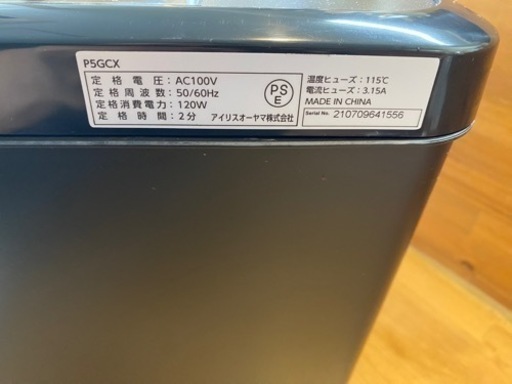 P5GCX
定格電圧：AC100V
定格周波数：50/60Hz
定格消費電力：120W
定格時間：2分
PS
E
アイリスオーヤマ株式会社
温度ヒューズ：115℃
電流ヒューズ：3.15A
MADE IN CHINA
Serial No. 210709641556